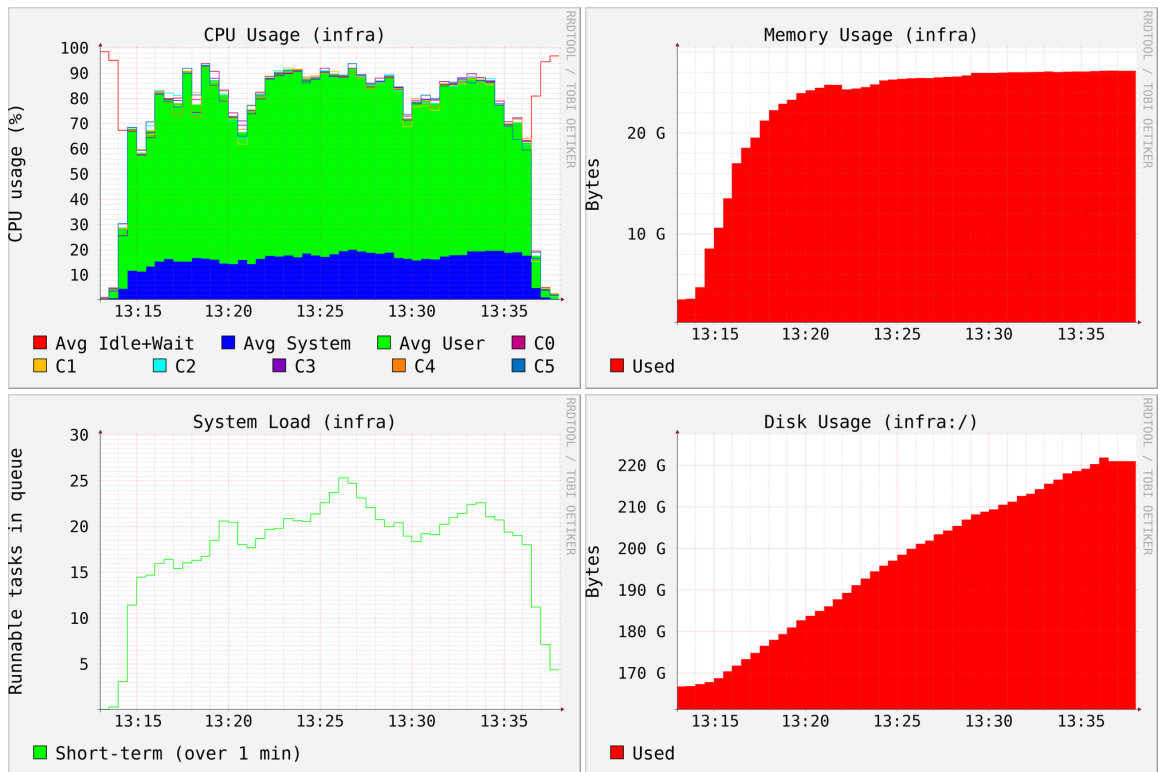 CPU Usage (infra)
CPU usage (%)
100
90
80
70
60
50
40
30
20
10
13:15 13:20 13:25 13:30 13:35
Avg Idle+Wait Avg System Avg User C0
C1 C2 C3 C4 C5
RRDTOOL / TOBI OETIKER
Memory Usage (infra)
Bytes
20 G
10 G
13:15 13:20 13:25 13:30 13:35
Used
RRDTOOL / TOBI OETIKER
System Load (infra)
Runnable tasks in queue
30
25
20
15
10
5
13:15 13:20 13:25 13:30 13:35
Short-term (over 1 min)
RRDTOOL / TOBI OETIKER
Disk Usage (infra:/)
Bytes
220 G
210 G
200 G
190 G
180 G
170 G
13:15 13:20 13:25 13:30 13:35
Used
RRDTOOL / TOBI OETIKER